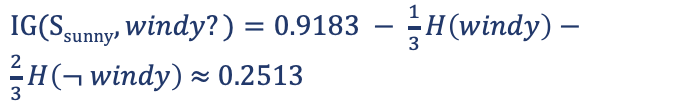 IG(S_sunny, windy?) = 0.9183 − 1/3 H(windy) −
2/3 H(¬ windy) ≈ 0.2513